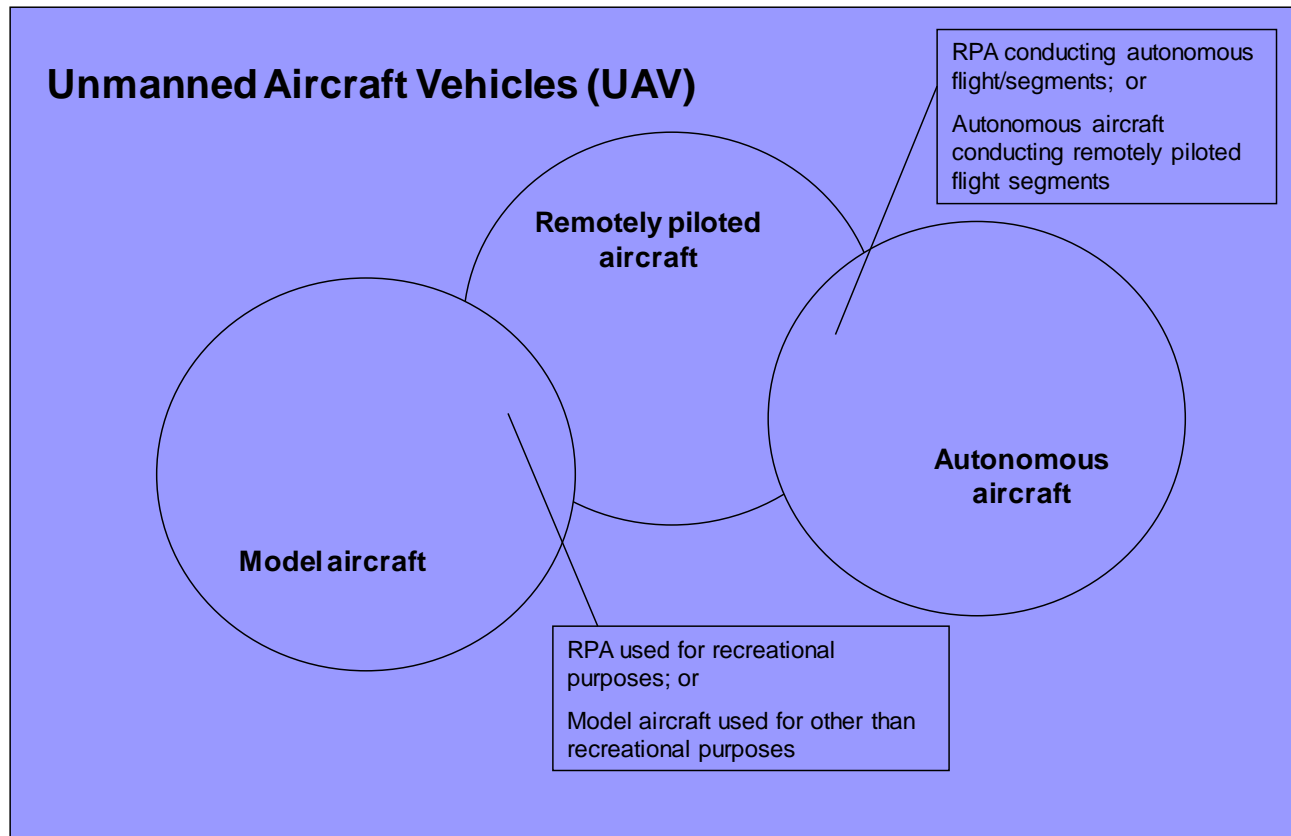 Unmanned Aircraft Vehicles (UAV)
RPA conducting autonomous
flight/segments; or
Autonomous aircraft
conducting remotely piloted
flight segments
Remotely piloted
aircraft
Autonomous
aircraft
Model aircraft
RPA used for recreational
purposes; or
Model aircraft used for other than
recreational purposes